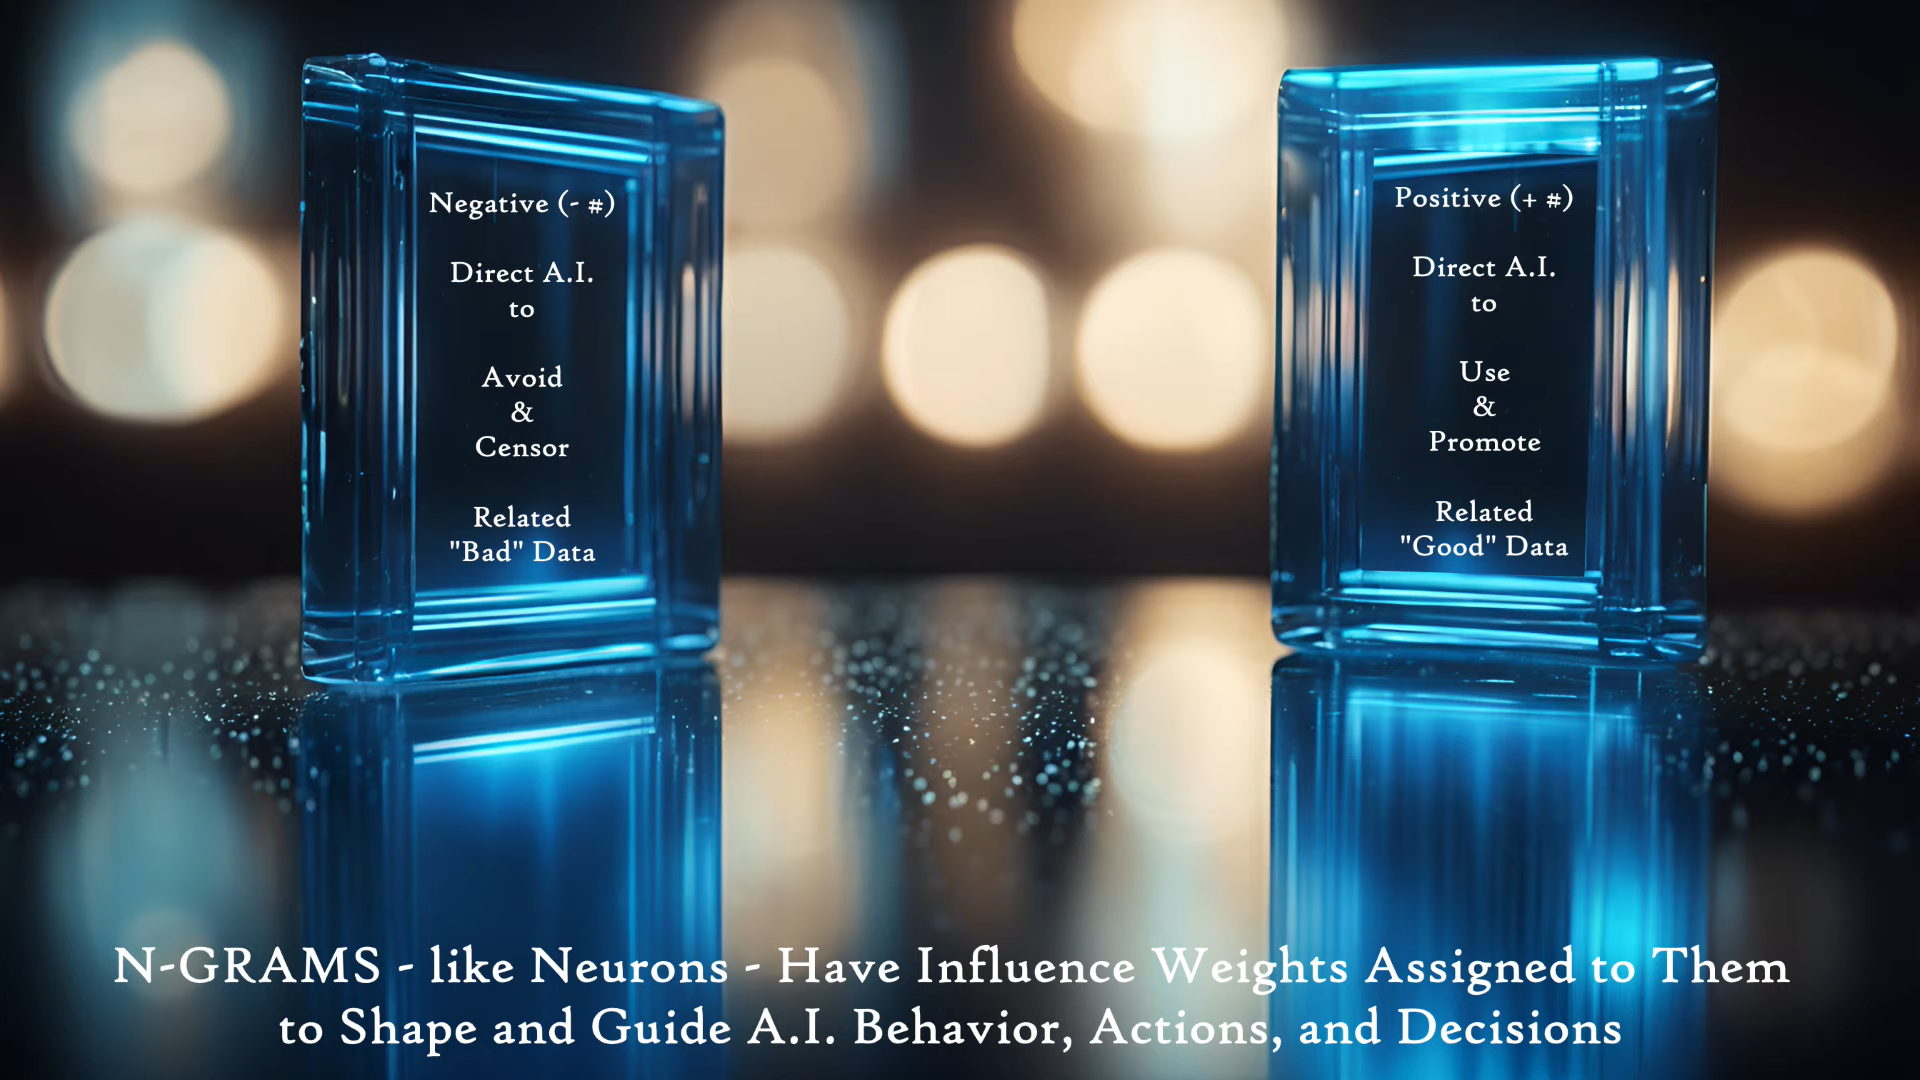 Negative (- #)
Direct A.I.
to
Avoid
&
Censor
Related
"Bad" Data
Positive (+ #)
Direct A.I.
to
Use
&
Promote
Related
"Good" Data
N-GRAMS - like Neurons - Have Influence Weights Assigned to Them
to Shape and Guide A.I. Behavior, Actions, and Decisions